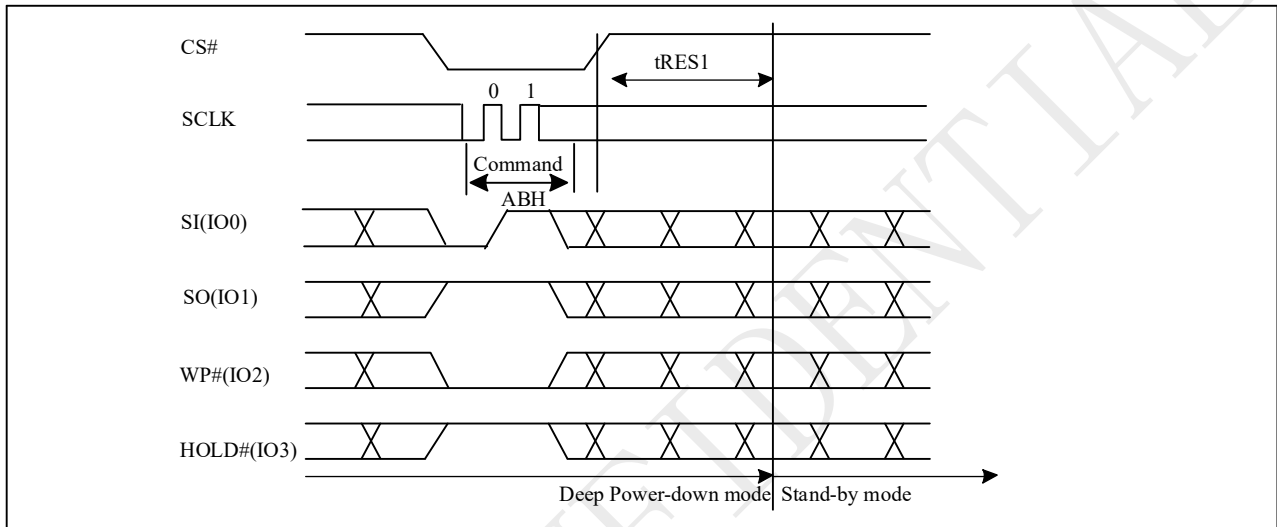 CS#
tRES1
0 1
SCLK
Command
ABH
SI(IO0)
SO(IO1)
WP#(IO2)
HOLD#(IO3)
Deep Power-down mode Stand-by mode
IDENTIAL